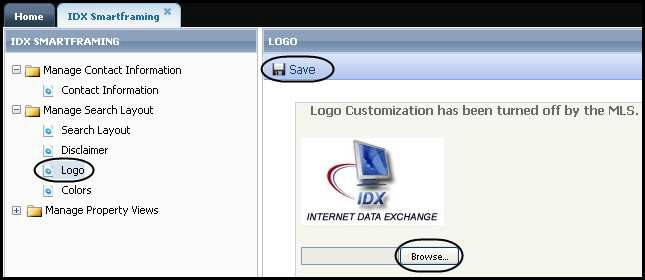 Home
IDX Smartframing
IDX SMARTFRAMING
Manage Contact Information
Contact Information
Manage Search Layout
Search Layout
Disclaimer
Logo
Colors
Manage Property Views
LOGO
Save
Logo Customization has been turned off by the MLS.
IDX
INTERNET DATA EXCHANGE
Browse...